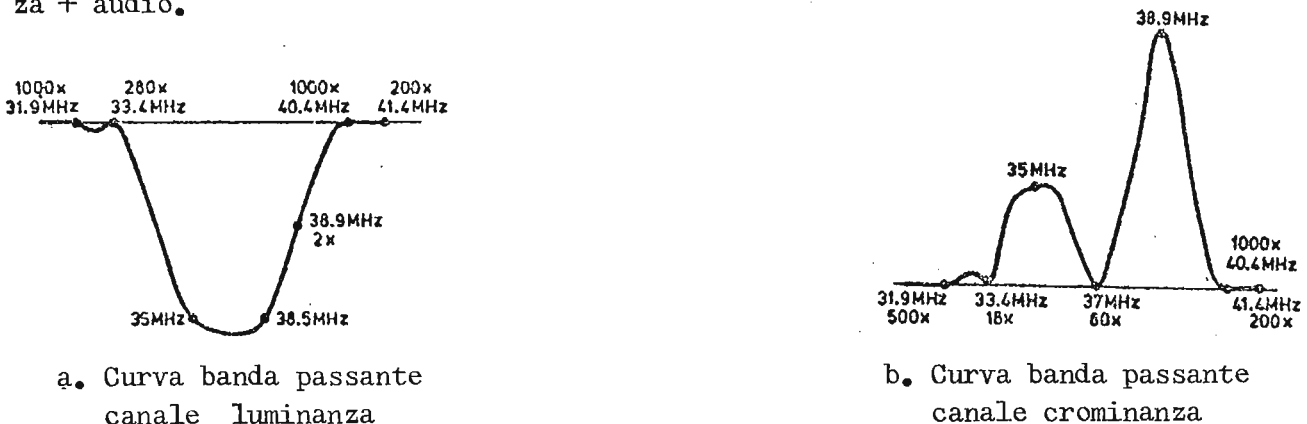 za + audio.
1000x
31.9MHz
280x
33.4MHz
1000x
40.4MHz
200x
41.4MHz
38.9MHz
2x
35MHz
38.5MHz
a. Curva banda passante
canale luminanza
38.9MHz
35MHz
1000x
40.4MHz
31.9MHz
500x
33.4MHz
18x
37MHz
60x
41.4MHz
200x
b. Curva banda passante
canale crominanza